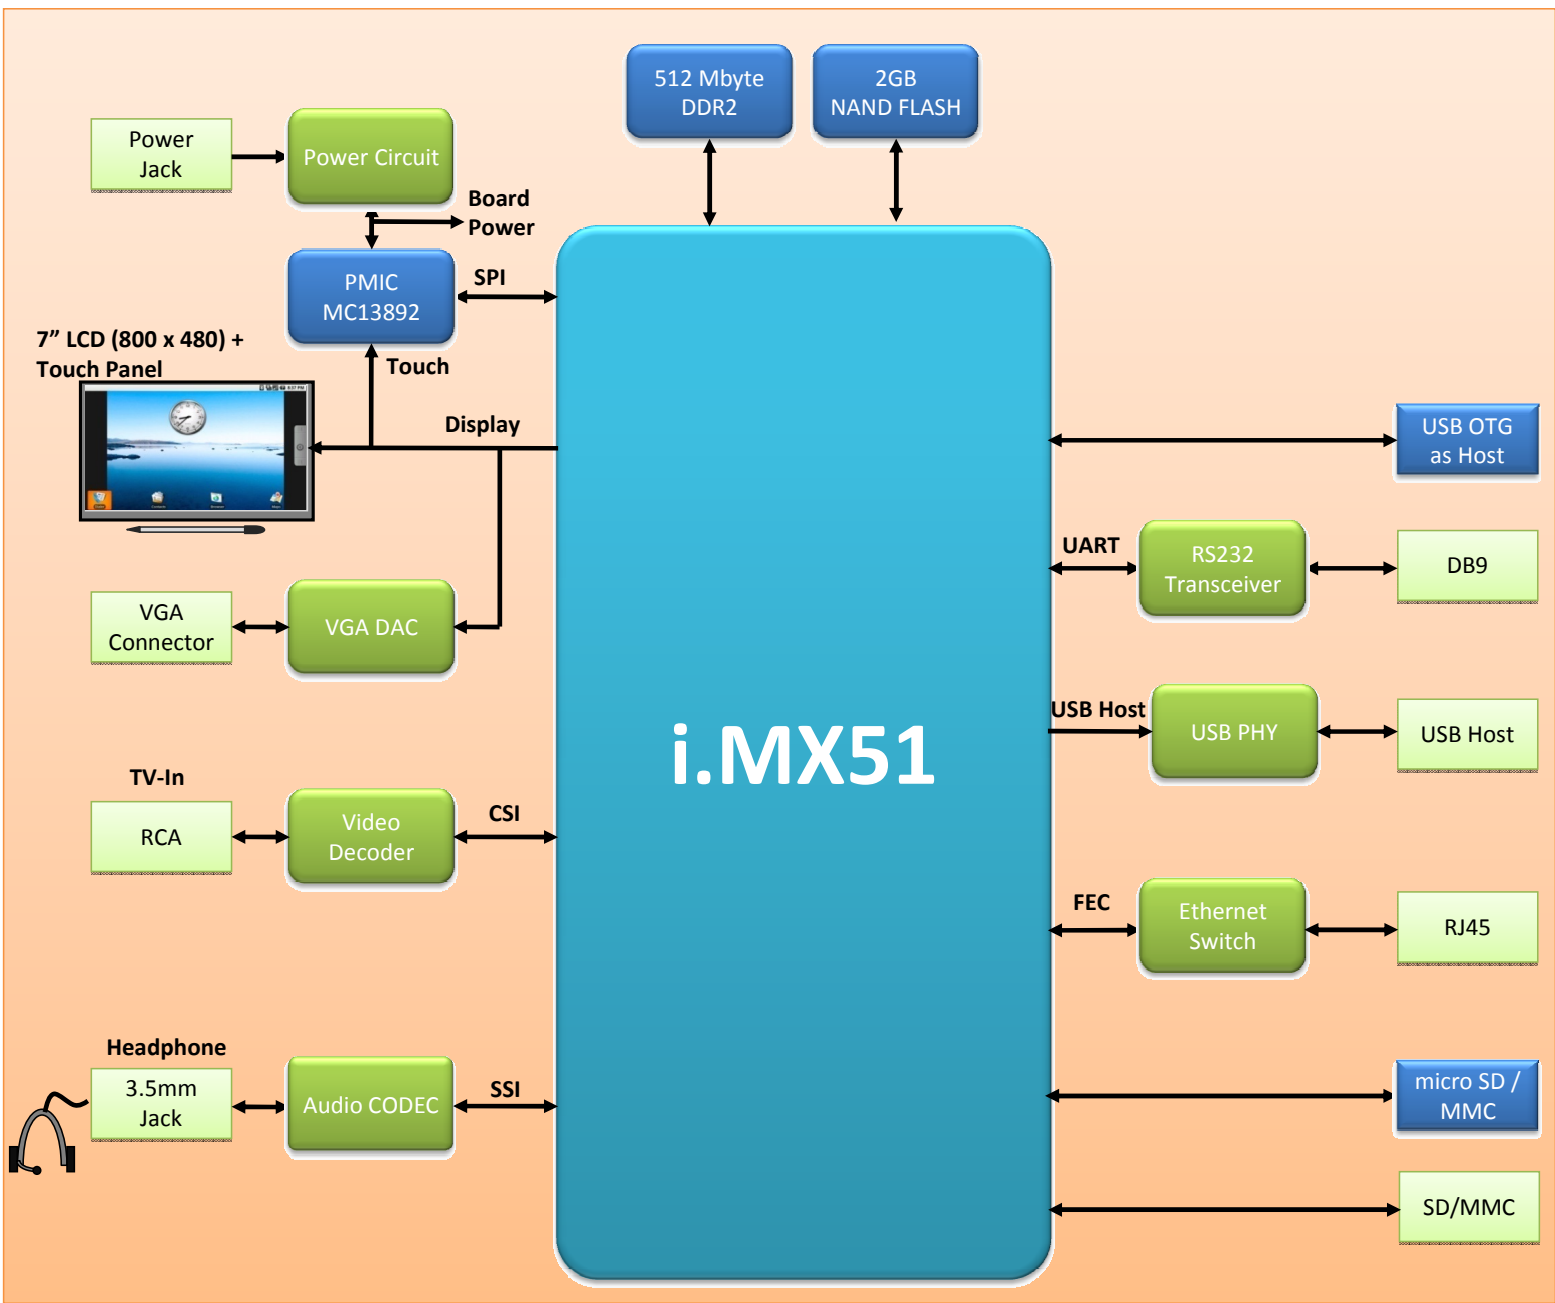 512 Mbyte
DDR2
2GB
NAND FLASH
Power
Jack
Power Circuit
Board
Power
PMIC
MC13892
SPI
7” LCD (800 x 480) +
Touch Panel
Touch
Display
USB OTG
as Host
UART
RS232
Transceiver
DB9
VGA
Connector
VGA DAC
i.MX51
USB Host
USB PHY
USB Host
TV-In
RCA
Video
Decoder
CSI
FEC
Ethernet
Switch
RJ45
Headphone
3.5mm
Jack
Audio CODEC
SSI
micro SD /
MMC
SD/MMC